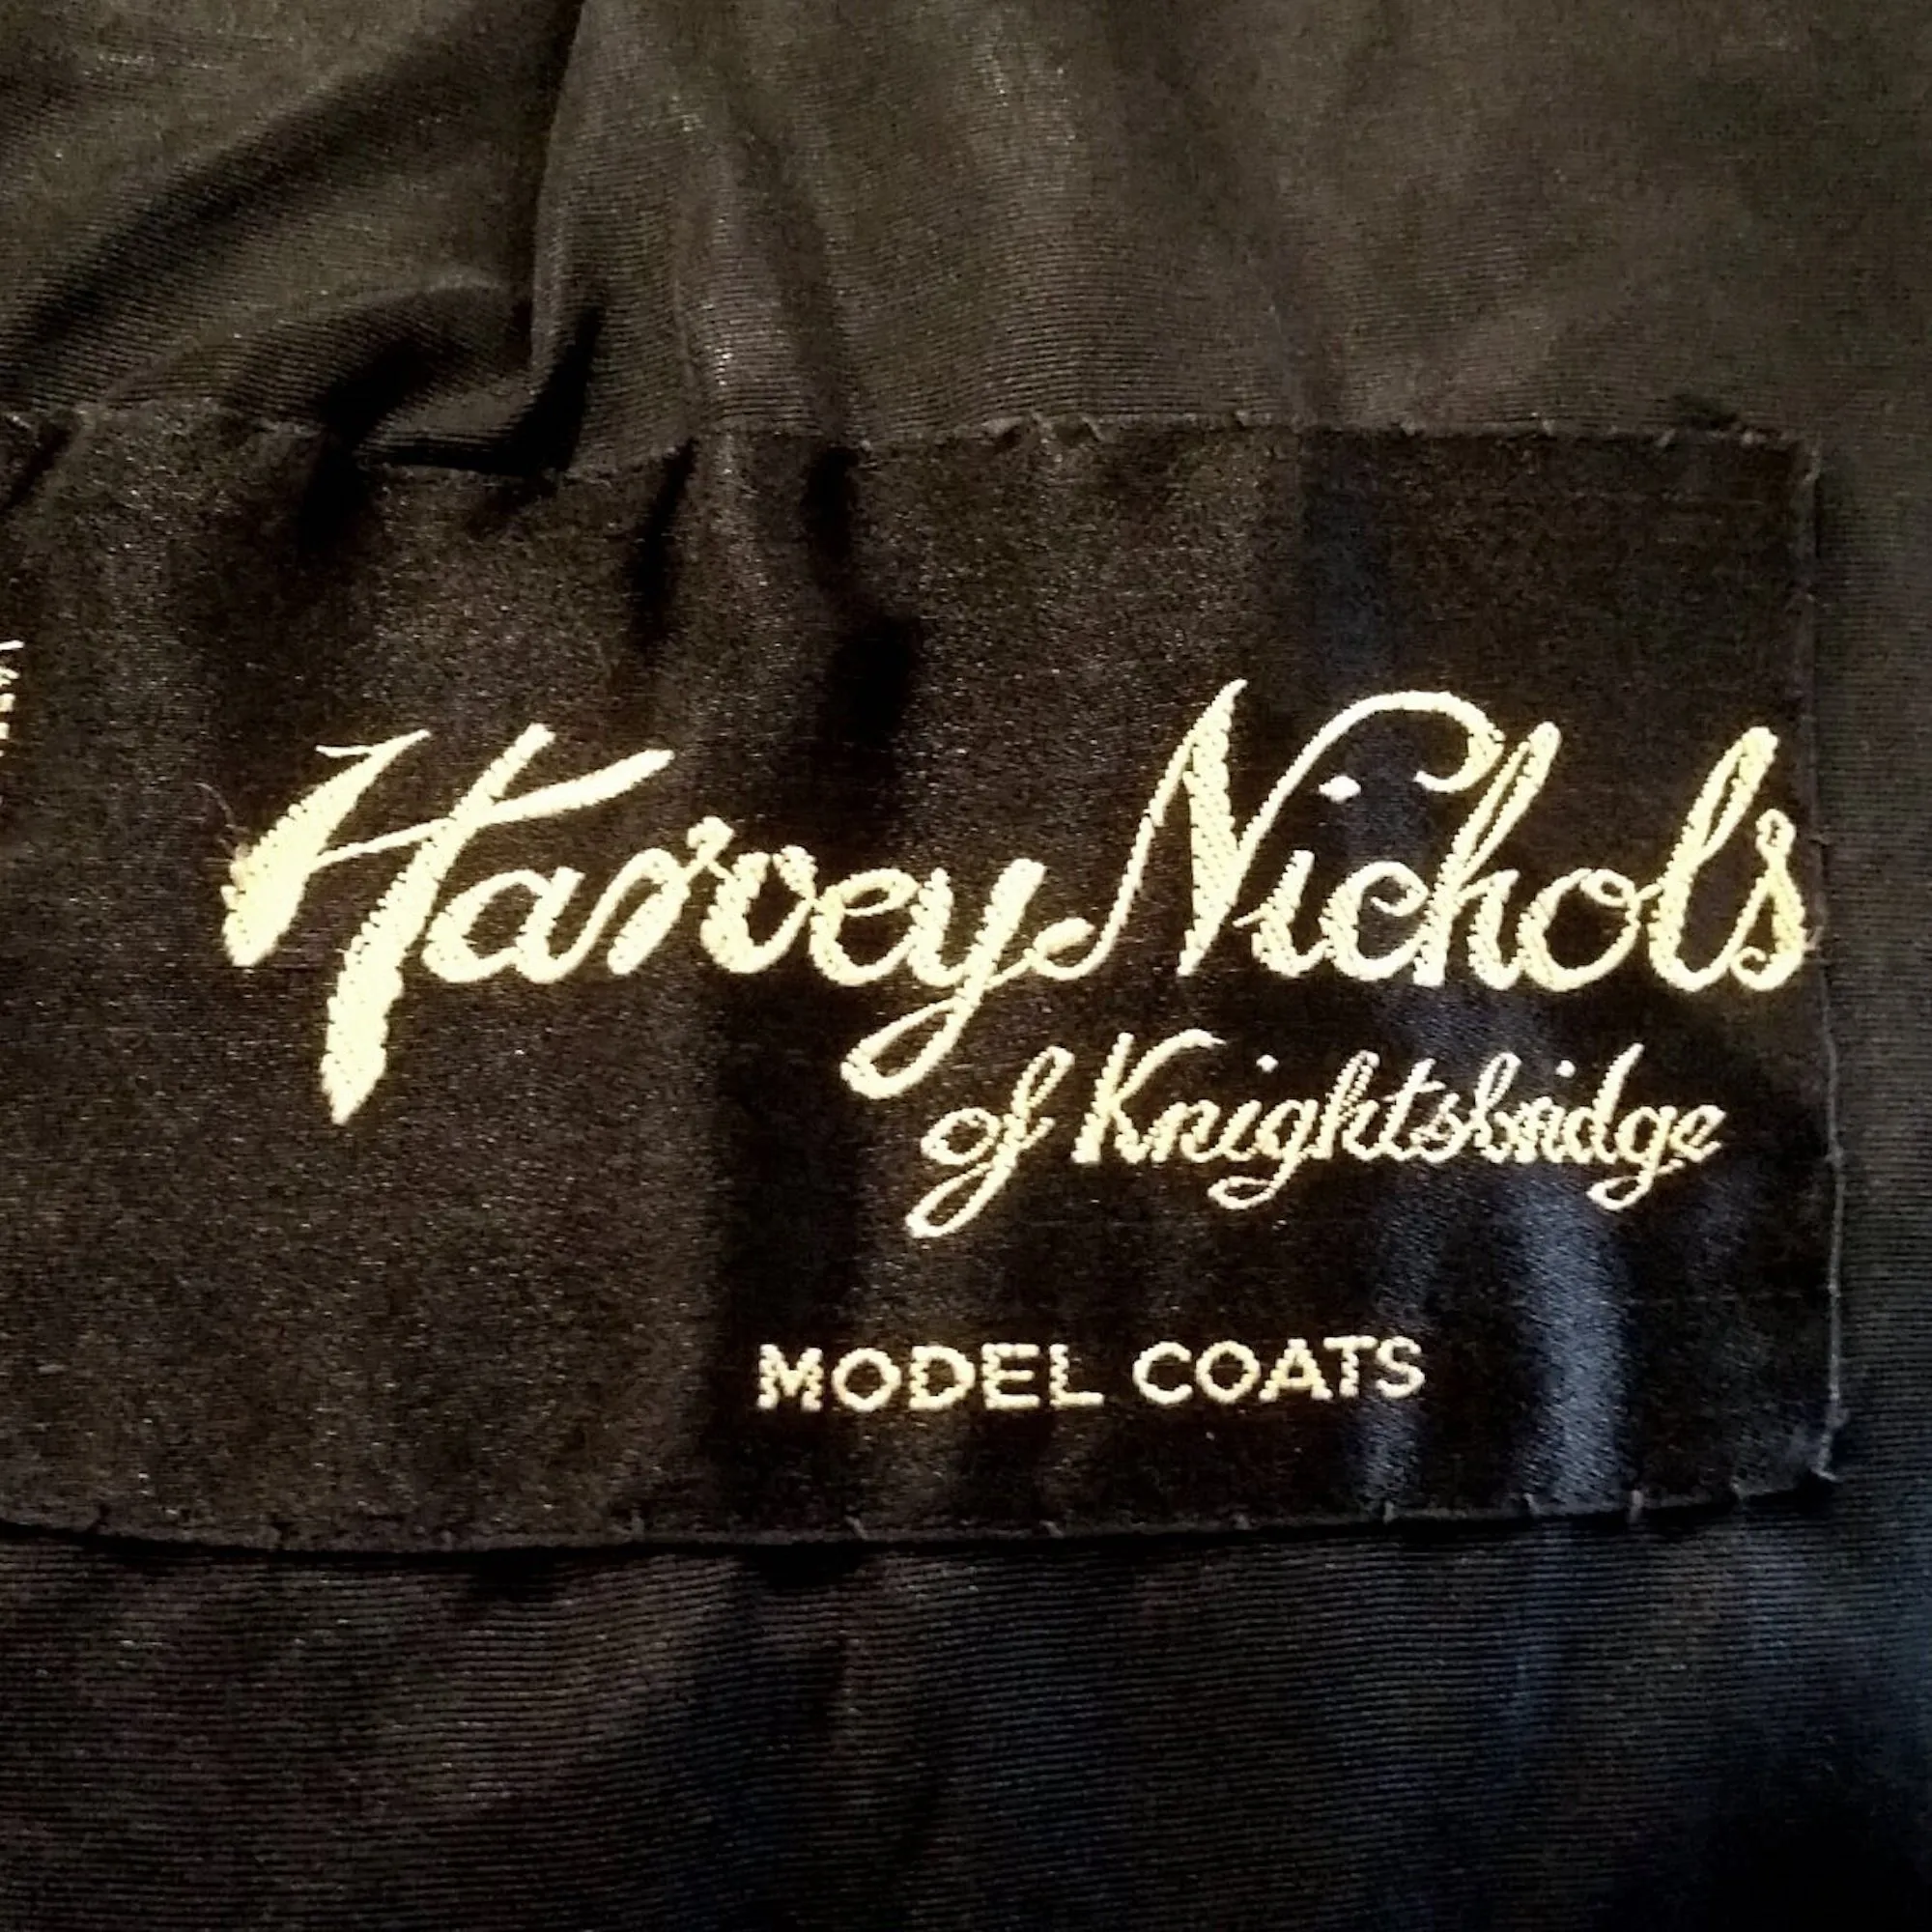 Harvey Nichols
of Knightsbridge
MODEL COATS